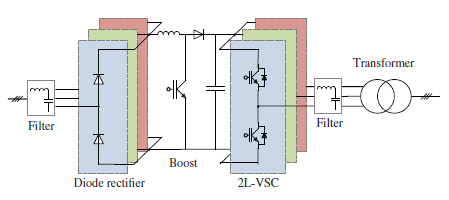 Transformer
Filter
Filter
Boost
Diode rectifier
2L-VSC